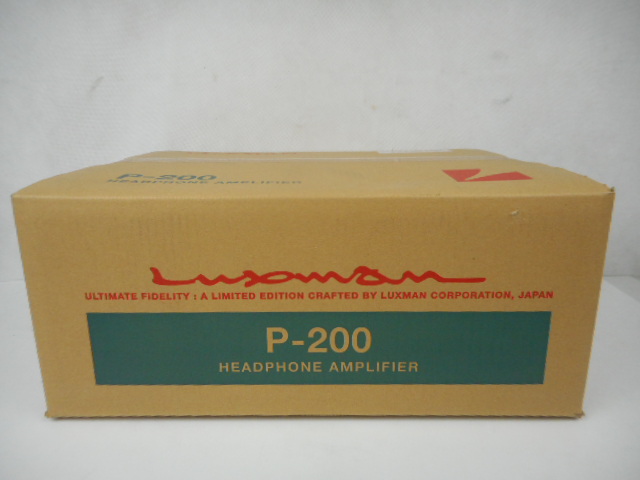 P-200
HEADPHONE AMPLIFIER
Luxman
ULTIMATE FIDELITY : A LIMITED EDITION CRAFTED BY LUXMAN CORPORATION, JAPAN
P-200
HEADPHONE AMPLIFIER